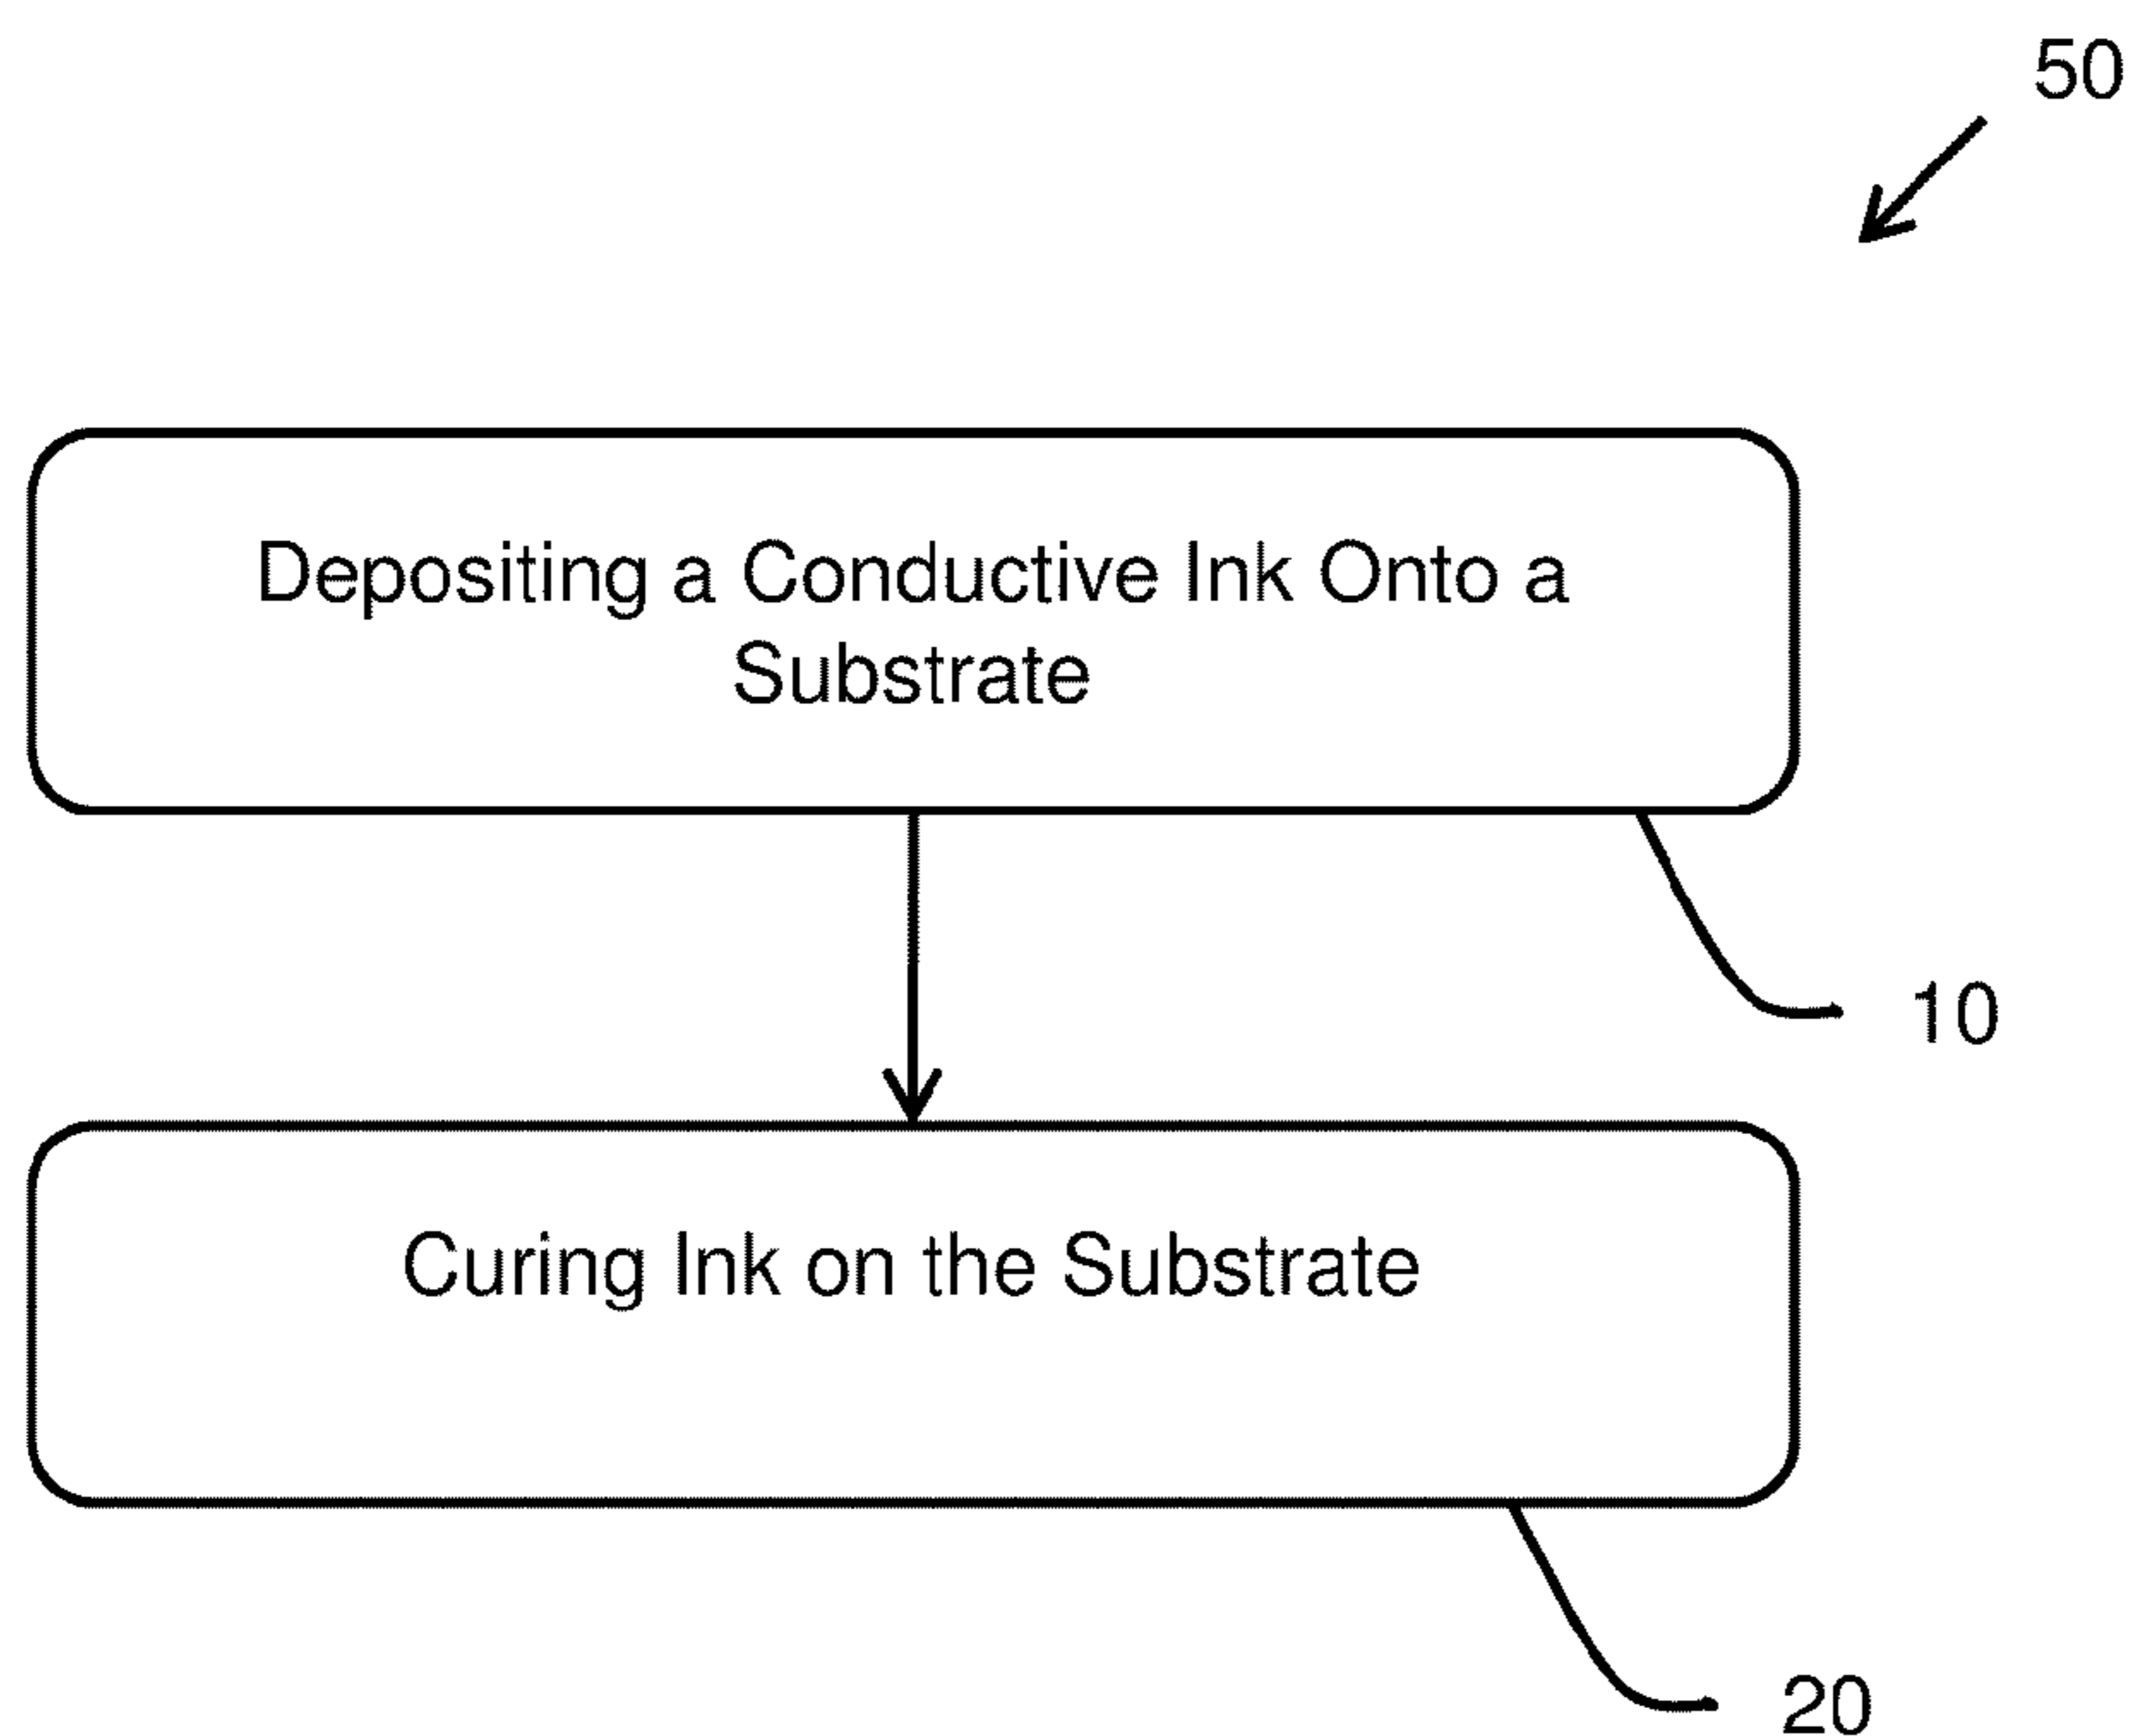 50
Depositing a Conductive Ink Onto a
Substrate
10
Curing Ink on the Substrate
20